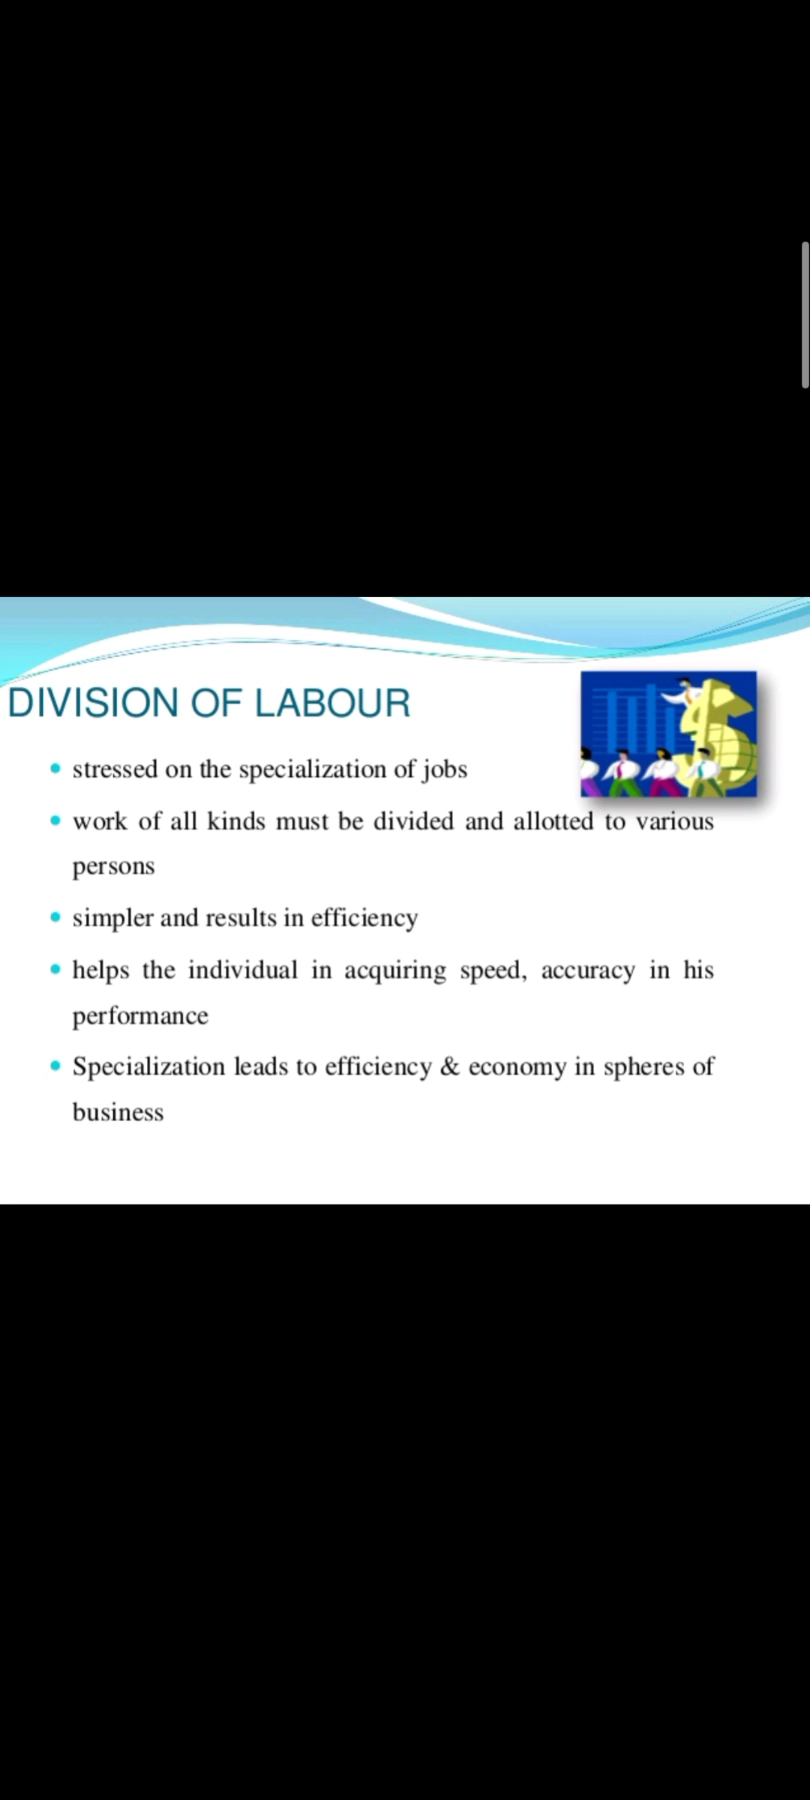 DIVISION OF LABOUR
• stressed on the specialization of jobs
• work of all kinds must be divided and allotted to various
persons
• simpler and results in efficiency
• helps the individual in acquiring speed, accuracy in his
performance
• Specialization leads to efficiency & economy in spheres of
business